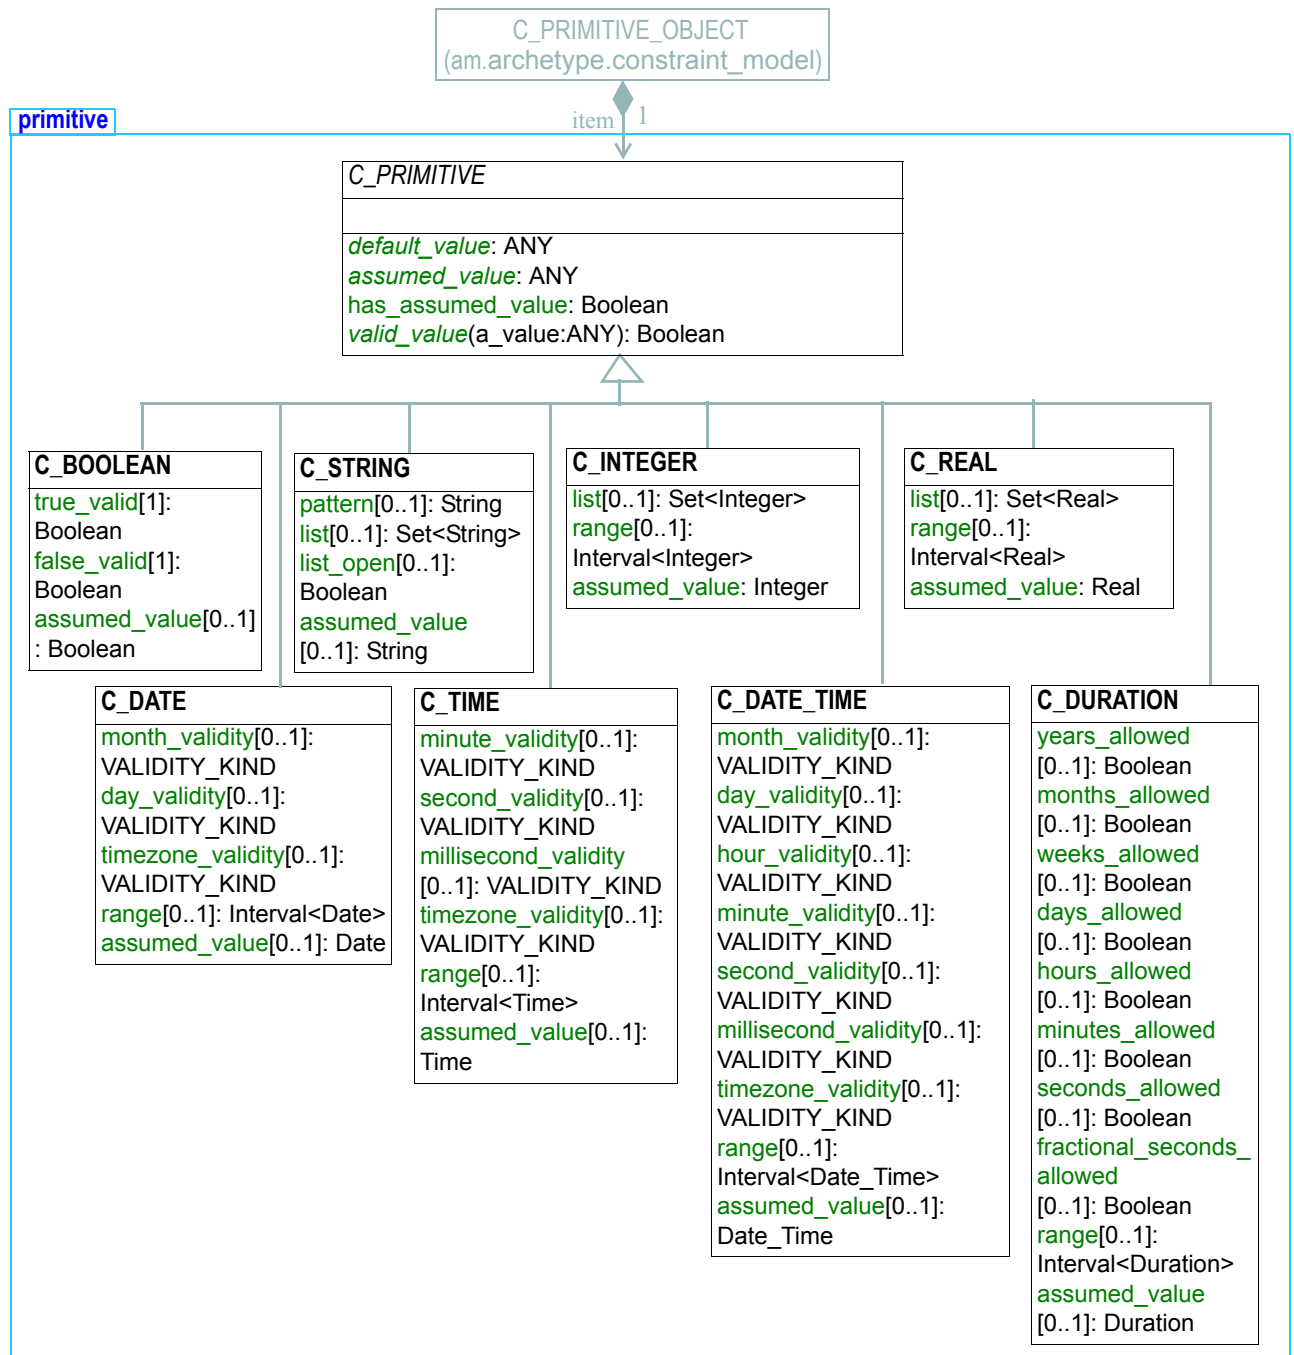 C_PRIMITIVE_OBJECT
(am.archetype.constraint_model)
item
1
primitive
C_PRIMITIVE
default_value: ANY
assumed_value: ANY
has_assumed_value: Boolean
valid_value(a_value:ANY): Boolean
C_BOOLEAN
true_valid[1]:
Boolean
false_valid[1]:
Boolean
assumed_value[0..1]
: Boolean
C_STRING
pattern[0..1]: String
list[0..1]: Set<String>
list_open[0..1]:
Boolean
assumed_value
[0..1]: String
C_INTEGER
list[0..1]: Set<Integer>
range[0..1]:
Interval<Integer>
assumed_value: Integer
C_REAL
list[0..1]: Set<Real>
range[0..1]:
Interval<Real>
assumed_value: Real
C_DATE
month_validity[0..1]:
VALIDITY_KIND
day_validity[0..1]:
VALIDITY_KIND
timezone_validity[0..1]:
VALIDITY_KIND
range[0..1]: Interval<Date>
assumed_value[0..1]: Date
C_TIME
minute_validity[0..1]:
VALIDITY_KIND
second_validity[0..1]:
VALIDITY_KIND
millisecond_validity
[0..1]: VALIDITY_KIND
timezone_validity[0..1]:
VALIDITY_KIND
range[0..1]:
Interval<Time>
assumed_value[0..1]:
Time
C_DATE_TIME
month_validity[0..1]:
VALIDITY_KIND
day_validity[0..1]:
VALIDITY_KIND
hour_validity[0..1]:
VALIDITY_KIND
minute_validity[0..1]:
VALIDITY_KIND
second_validity[0..1]:
VALIDITY_KIND
millisecond_validity[0..1]:
VALIDITY_KIND
timezone_validity[0..1]:
VALIDITY_KIND
range[0..1]:
Interval<Date_Time>
assumed_value[0..1]:
Date_Time
C_DURATION
years_allowed
[0..1]: Boolean
months_allowed
[0..1]: Boolean
weeks_allowed
[0..1]: Boolean
days_allowed
[0..1]: Boolean
hours_allowed
[0..1]: Boolean
minutes_allowed
[0..1]: Boolean
seconds_allowed
[0..1]: Boolean
fractional_seconds_
allowed
[0..1]: Boolean
range[0..1]:
Interval<Duration>
assumed_value
[0..1]: Duration